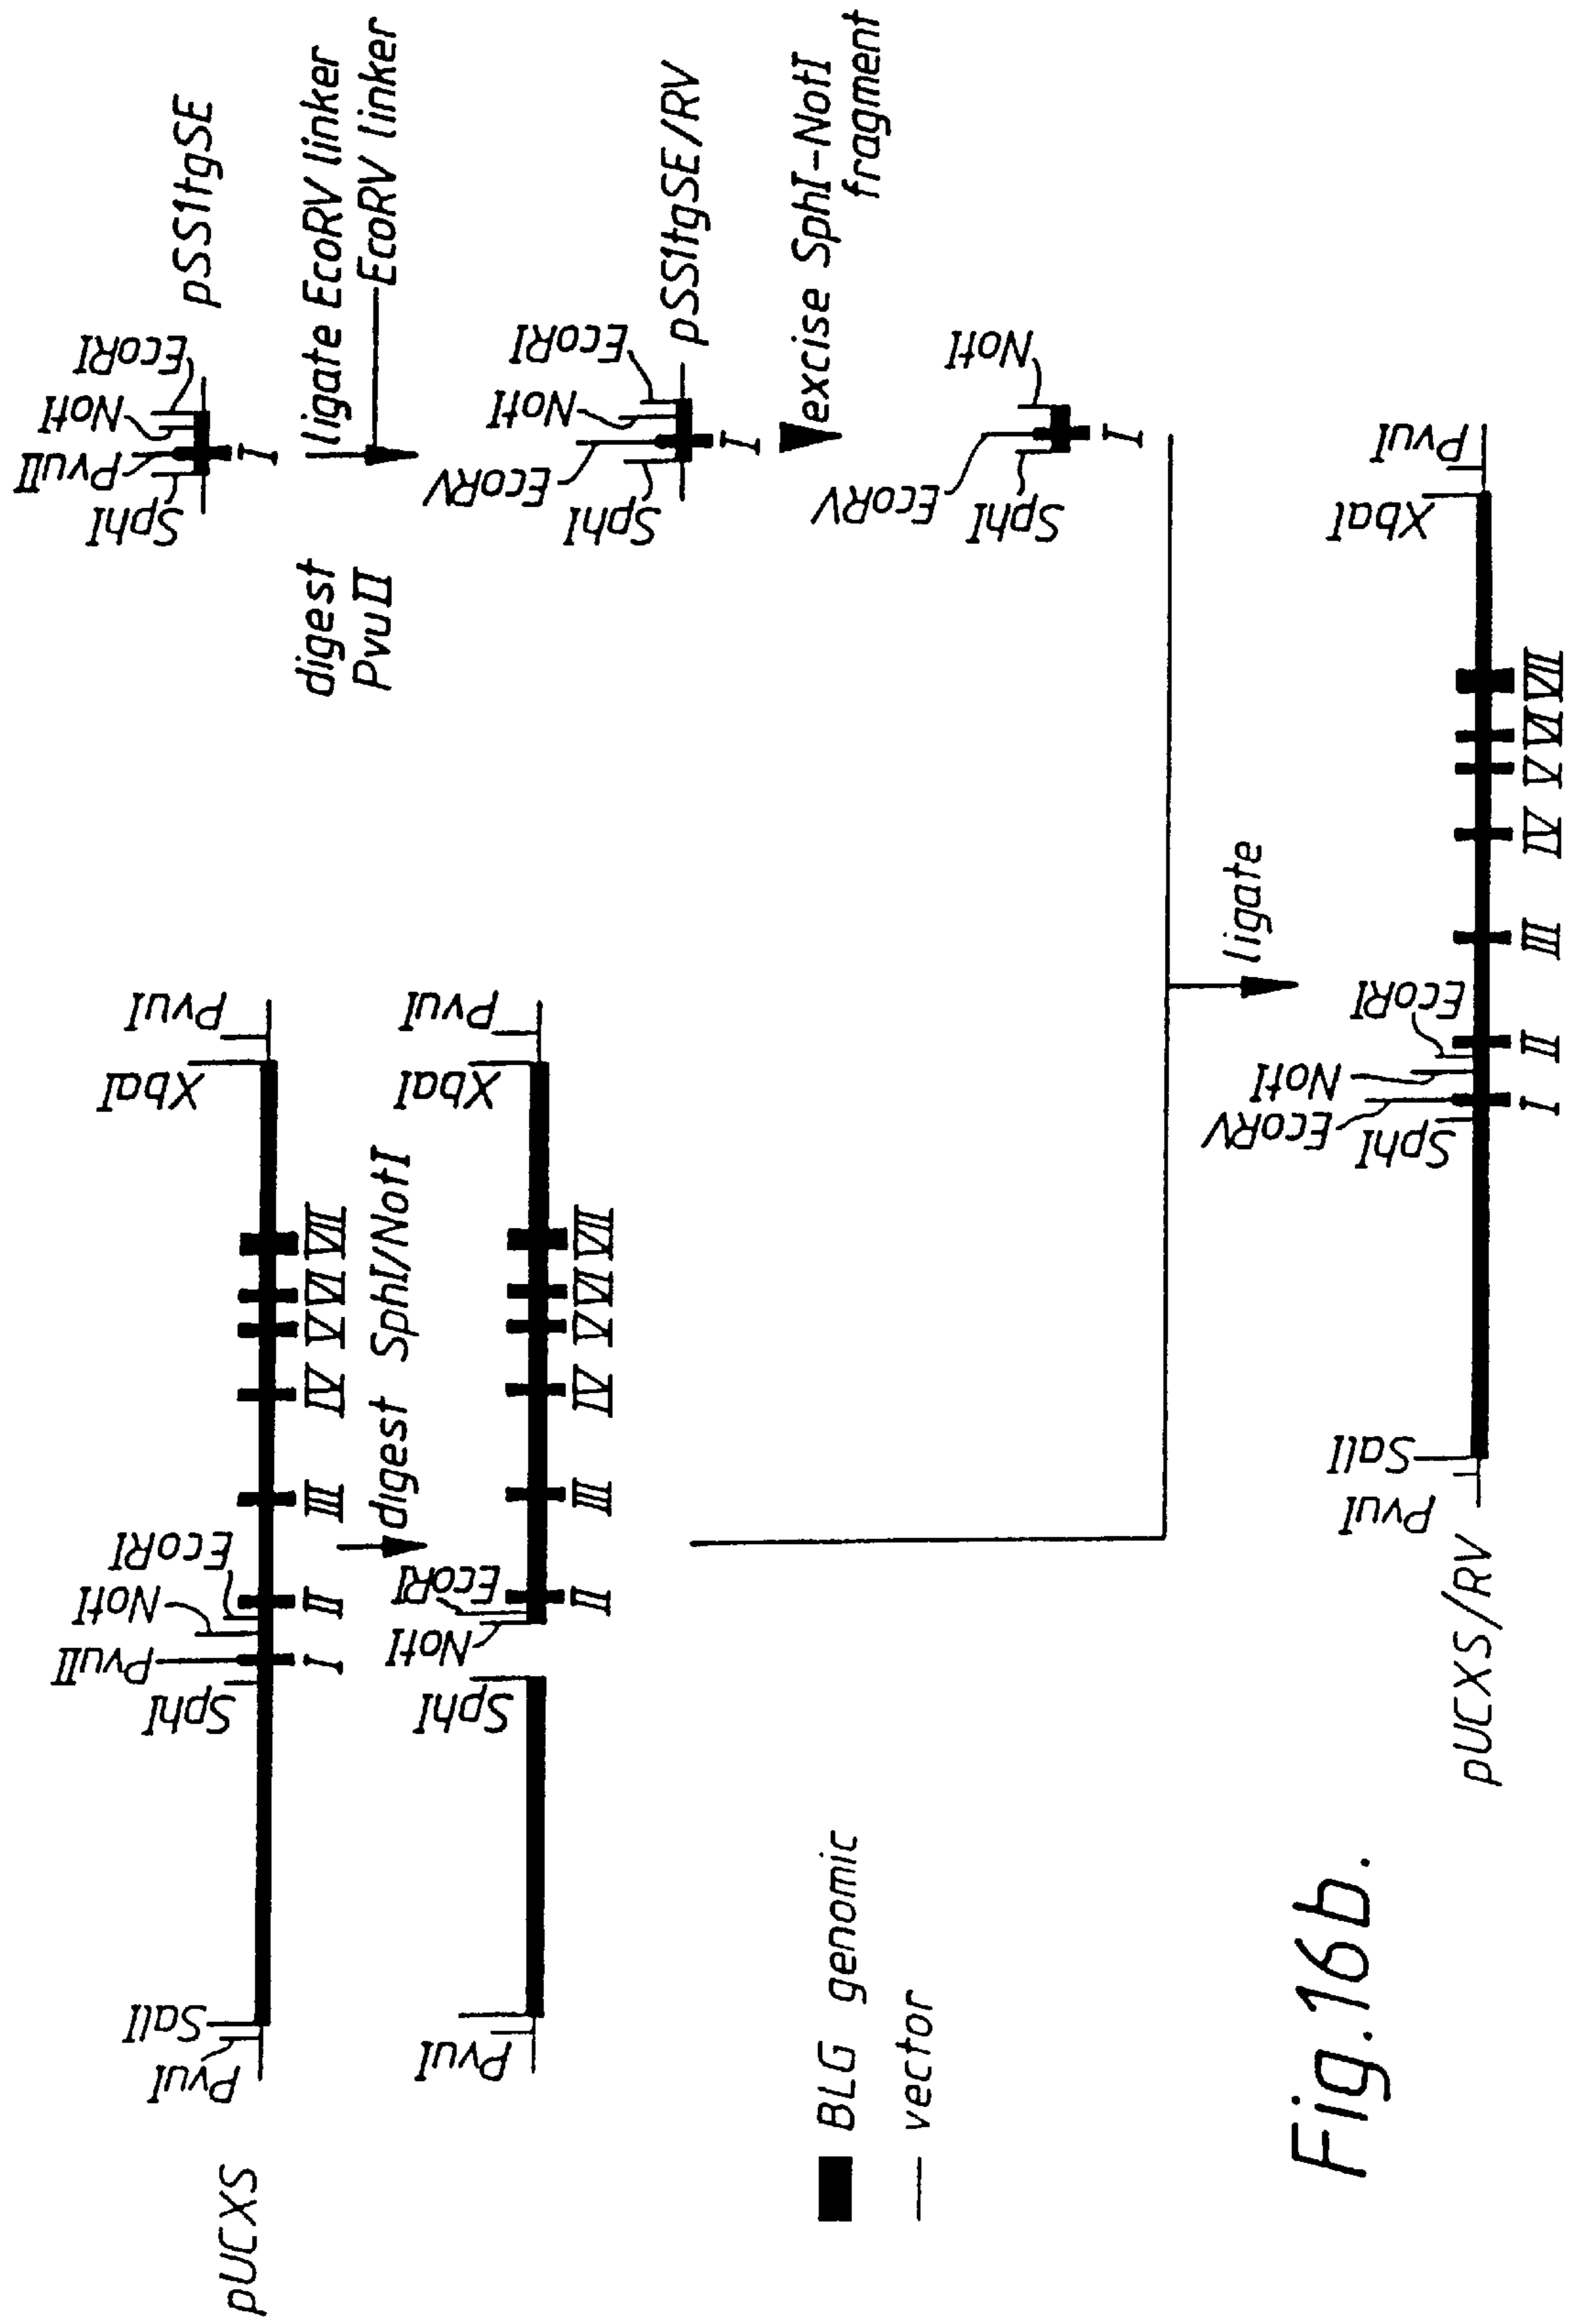 pUCXS
PvuI
SalI
SphI
PvuII
NotI
EcoRI
XbaI
PvuI
I
II
III
IV
V
VI
VII
digest SphI/NotI
PvuI
SphI
NotI
EcoRI
XbaI
PvuI
II
III
IV
V
VI
VII
SphI
PvuII
NotI
EcoRI
pSS1tgSE
I
digest
PvuII
ligate EcoRV linker
EcoRV linker
SphI
EcoRV
NotI
EcoRI
pSS1tgSE/RV
I
excise SphI-NotI
fragment
SphI
EcoRV
NotI
I
BLG genomic
vector
ligate
pUCXS/RV
PvuI
SalI
SphI
EcoRV
NotI
EcoRI
XbaI
PvuI
I
II
III
IV
V
VI
VII
Fig.16b.